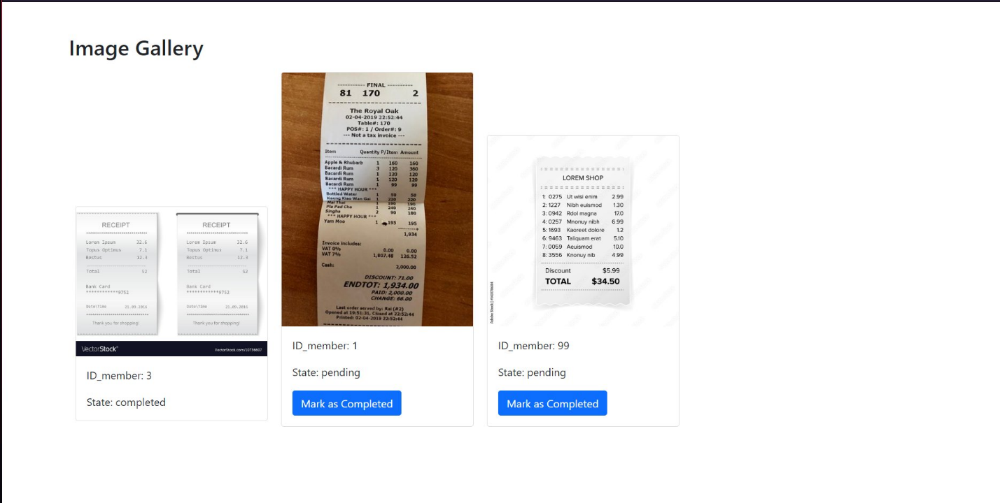 Image Gallery
RECEIPT
Lorem Ipsum 32.6
Topus Optimus 7.1
Bestus 12.3
Total 52
Bank Card
************9752
Date\Time 21.09.2016
Thank you for shopping!
RECEIPT
Lorem Ipsum 32.6
Topus Optimus 7.1
Bestus 12.3
Total 52
Bank Card
************9752
Date\Time 21.09.2016
Thank you for shopping!
VectorStock®
VectorStock.com/10736607
ID_member: 3
State: completed
----------- FINAL ----------
81 170 2
The Royal Oak
02-04-2019 22:52:44
Table#: 170
POS#: 1 / Order#: 9
--- Not a tax invoice ---
Item Quantity P/Item Amount
Apple & Rhubarb 1 160 160
Bacardi Rum 3 120 360
Bacardi Rum 1 120 120
Bacardi Rum 1 120 120
Bacardi Rum 1 99 99
*** HAPPY HOUR ***
Bottled Water 1 50 50
Kaeng Kiao Wan Gai 1 220 220
Mai Thai 1 190 190
Pla Pad Cha 1 240 240
Singha 2 90 180
*** HAPPY HOUR ***
Yam Moo 1 195 195
1,934
Invoice includes:
VAT 0% 0.00 0.00
VAT 7% 1,807.48 126.52
Cash: 2,000.00
DISCOUNT: 71.00
ENDTOT: 1,934.00
PAID: 2,000.00
CHANGE: 66.00
Last order served by: Rai (#2)
Opened at 19:51:31, Closed at 22:52:44
Printed: 02-04-2019 22:52:44
ID_member: 1
State: pending
Mark as Completed
LOREM SHOP
1: 0275 Ut wisi enim 2.99
2: 1227 Nibh euismod 1.30
3: 0942 Rdol magna 17.0
4: 0257 Mnonuy nibh 6.99
5: 1693 Kaoreet dolore 1.2
6: 9463 Taliquam erat 5.10
7: 0059 Aeuismod 10.0
8: 3556 Knonuy nib 4.99
Discount $5.99
TOTAL $34.50
ID_member: 99
State: pending
Mark as Completed